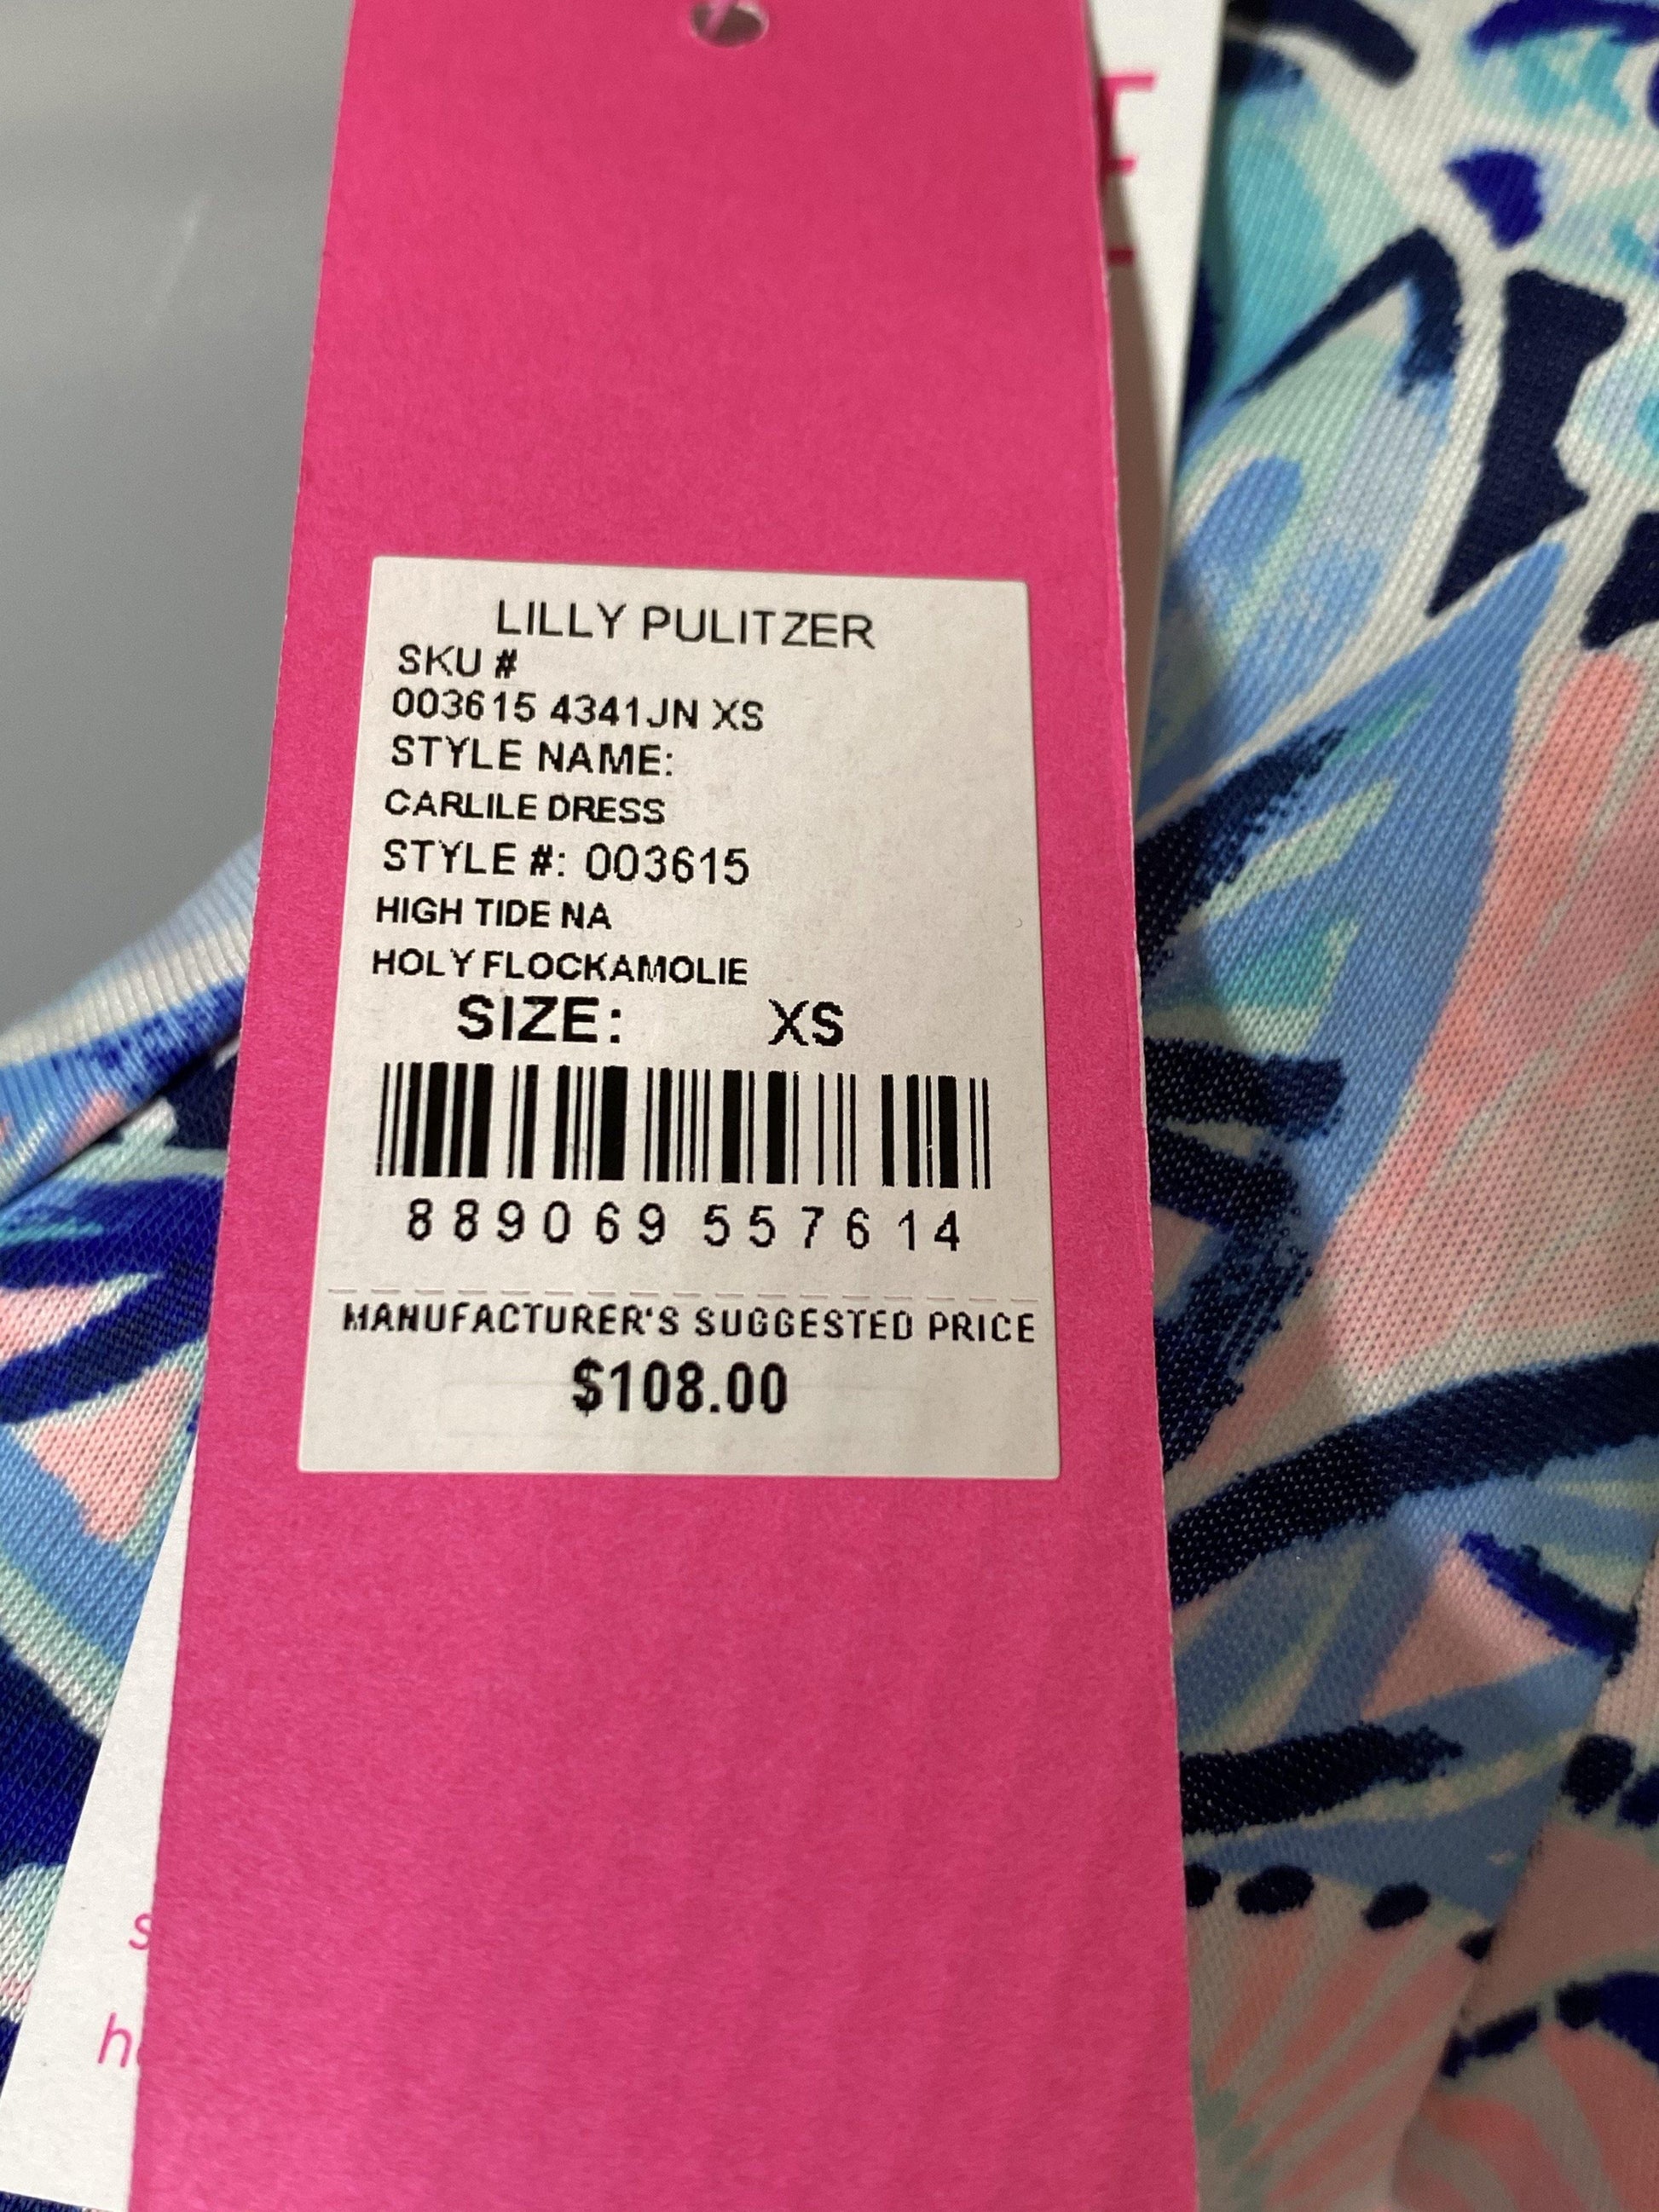 LILLY PULITZER
SKU #
003615 4341JN XS
STYLE NAME:
CARLILE DRESS
STYLE #: 003615
HIGH TIDE NA
HOLY FLOCKAMOLIE
SIZE: XS
889069 557614
MANUFACTURER'S SUGGESTED PRICE
$108.00